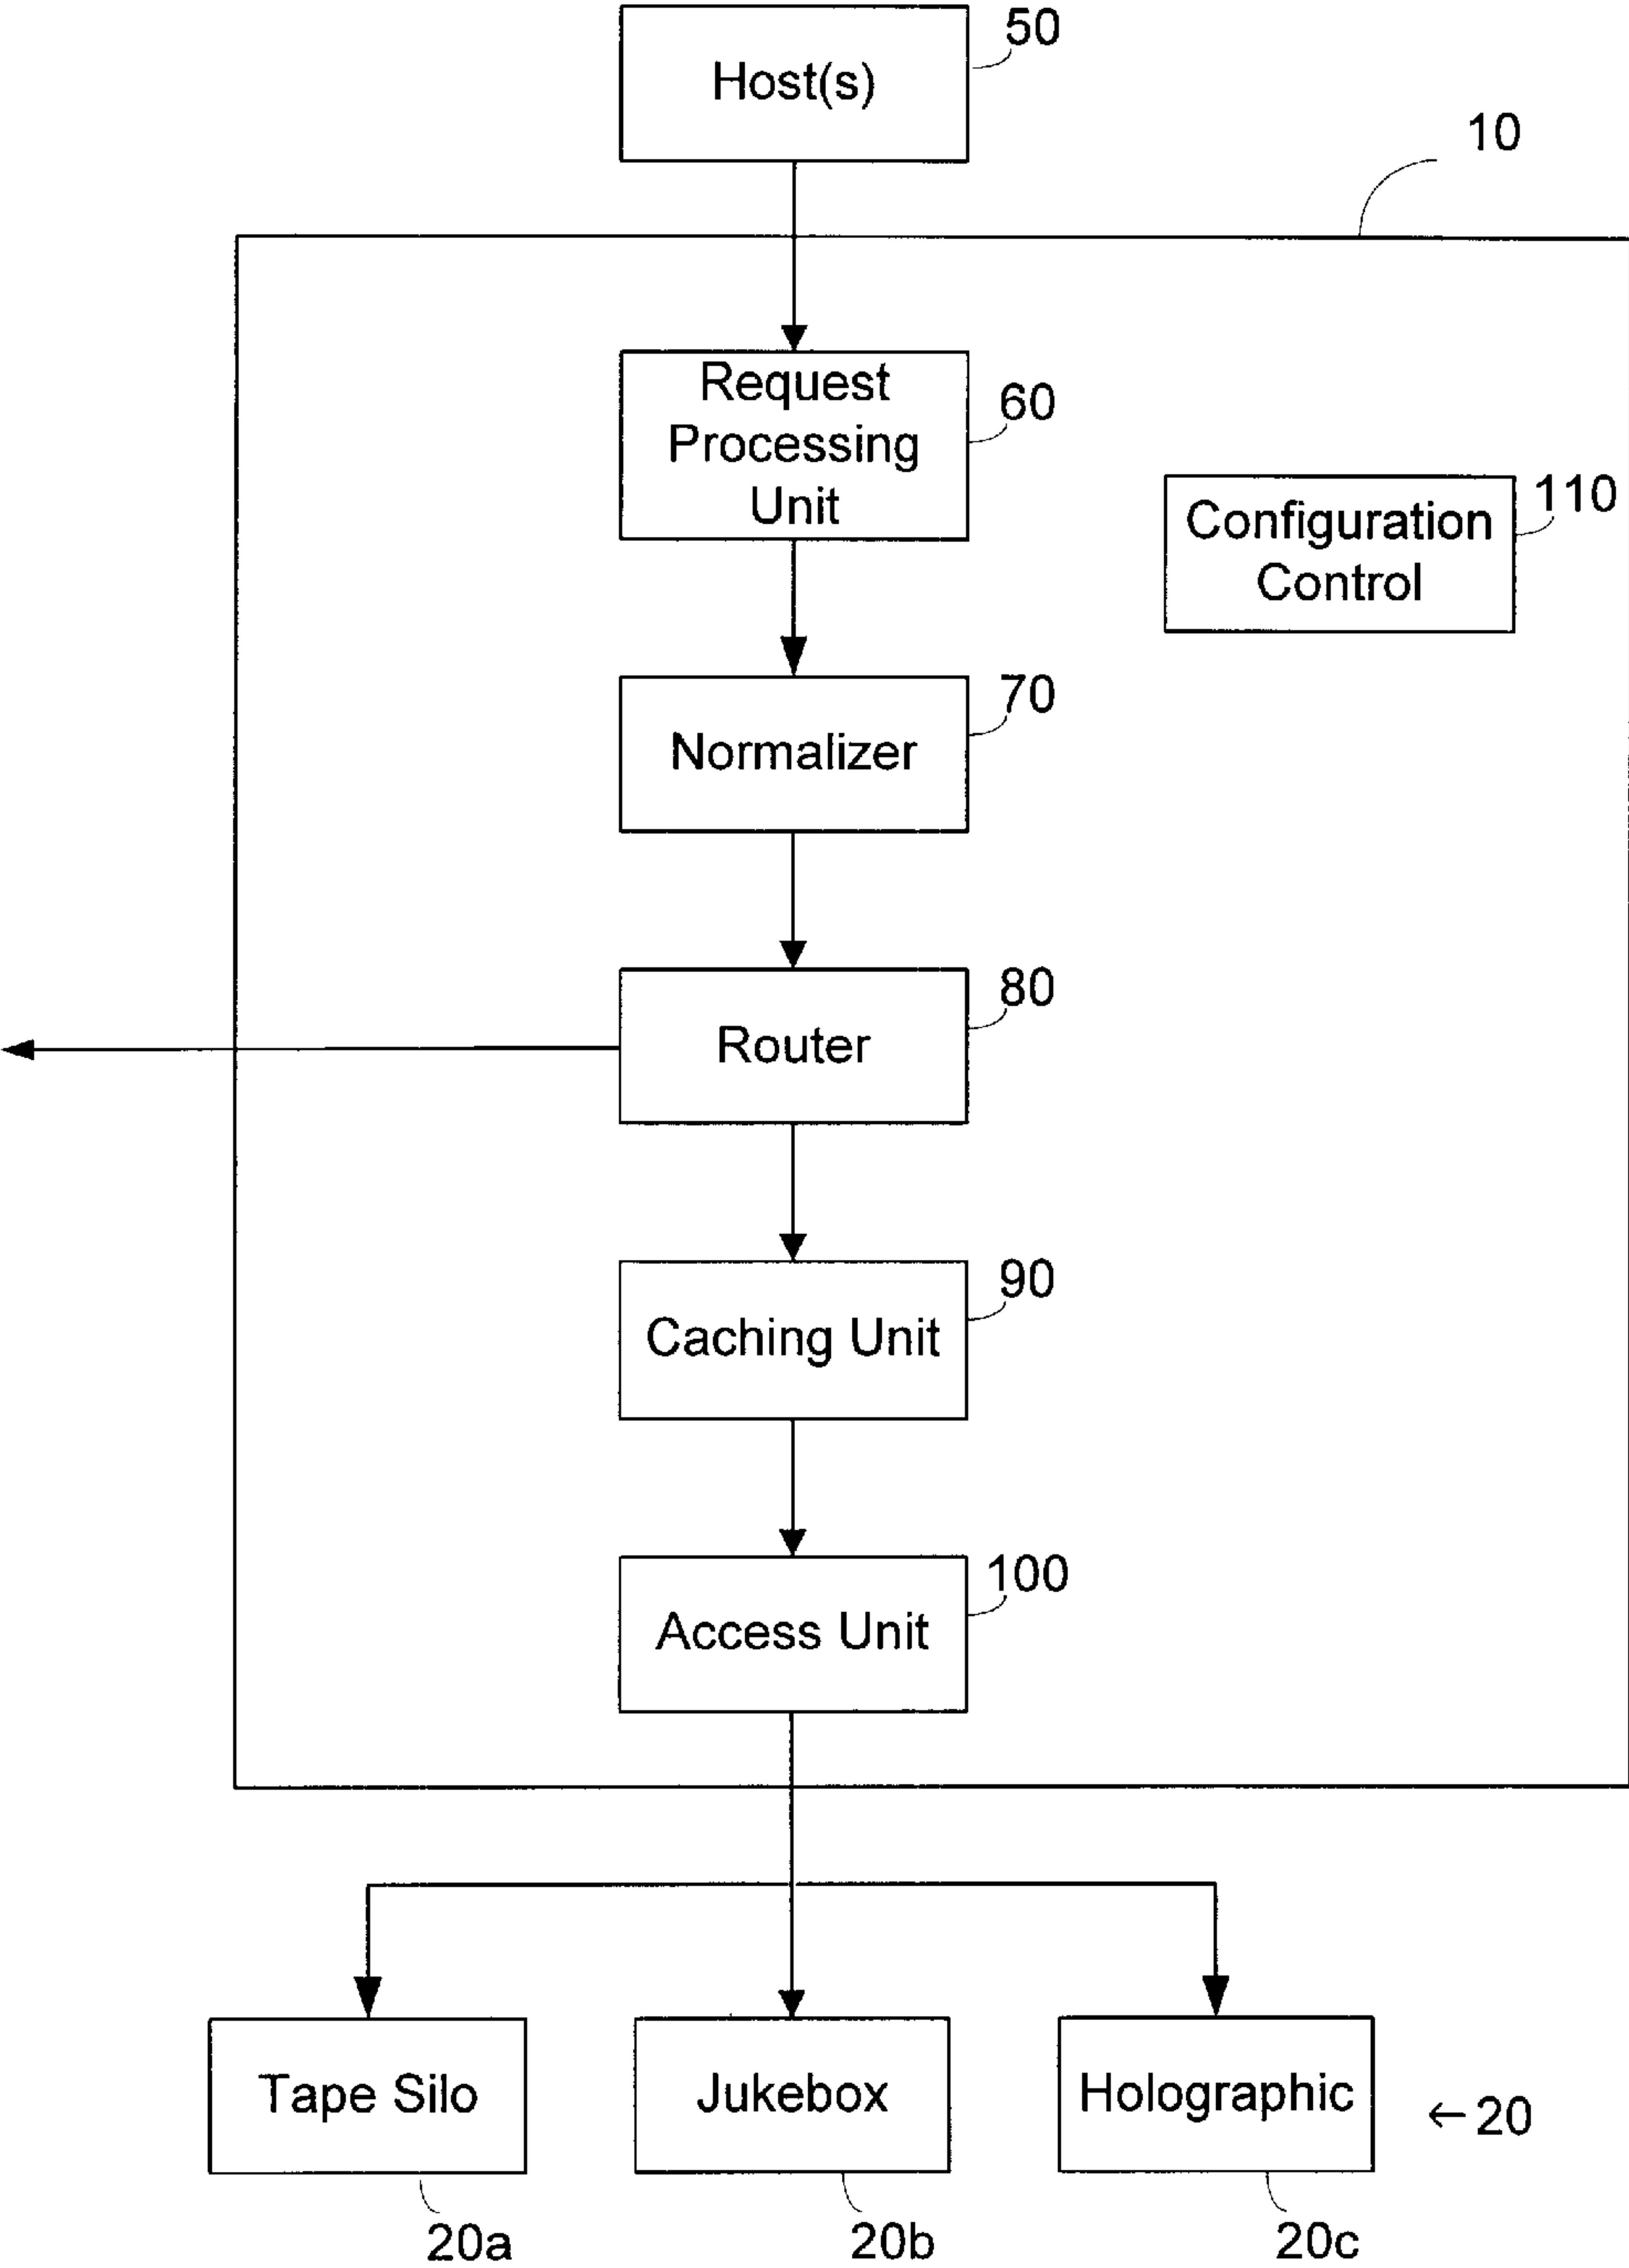 50
Host(s)
10
Request
Processing
Unit
60
Configuration
Control
110
70
Normalizer
80
Router
90
Caching Unit
100
Access Unit
Tape Silo
Jukebox
Holographic
←20
20a
20b
20c